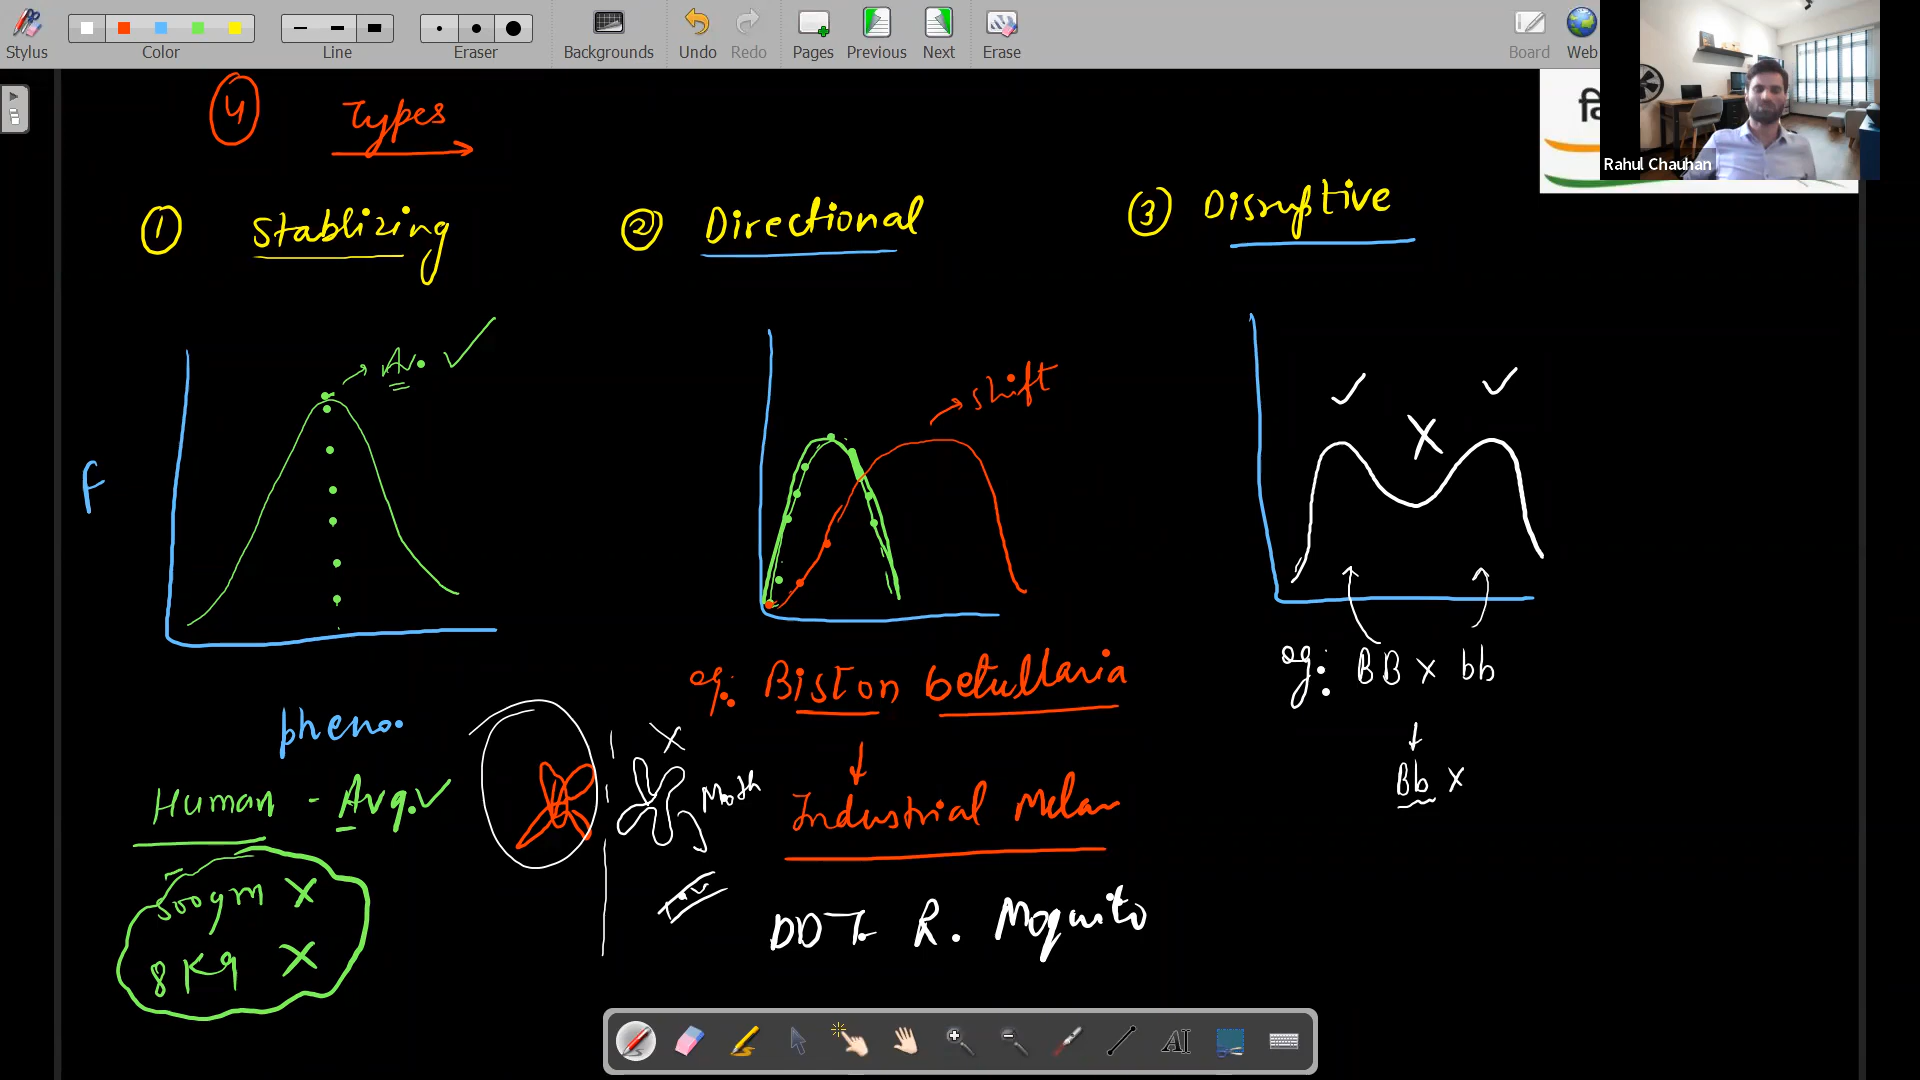 Stylus
Color
Line
Eraser
Backgrounds
Undo
Redo
Pages
Previous
Next
Erase
Board
Web
Rahul Chauhan
4 Types
① Stablizing
② Directional
③ Disruptive
Av.
F
pheno.
Human - Avg.
500gm X
8 Kg X
shift
eg: Biston betullaria
Industrial Melan
X
Moth
DDT R. Moquito
X
eg: BB x bb
Bb X
AI